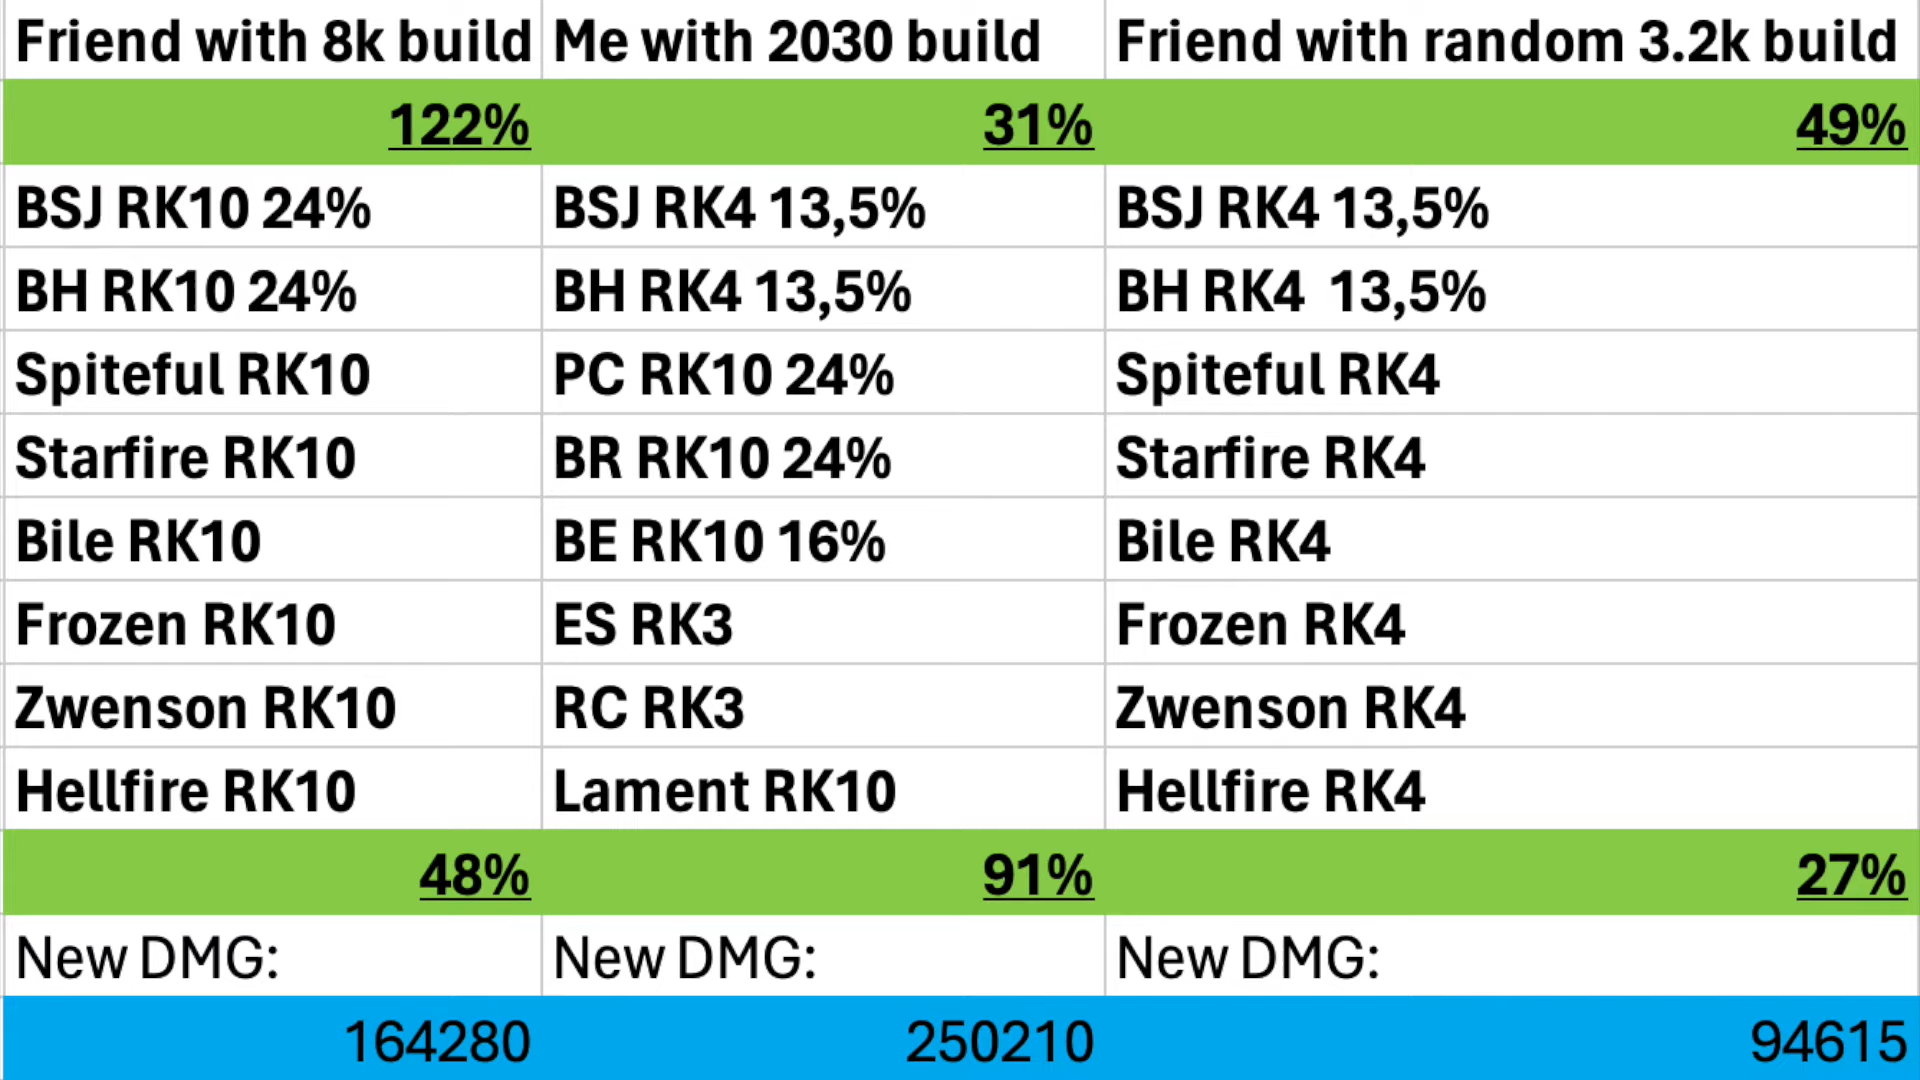 Friend with 8k build Me with 2030 build Friend with random 3.2k build
122% 31% 49%
BSJ RK10 24% BSJ RK4 13,5% BSJ RK4 13,5%
BH RK10 24% BH RK4 13,5% BH RK4 13,5%
Spiteful RK10 PC RK10 24% Spiteful RK4
Starfire RK10 BR RK10 24% Starfire RK4
Bile RK10 BE RK10 16% Bile RK4
Frozen RK10 ES RK3 Frozen RK4
Zwenson RK10 RC RK3 Zwenson RK4
Hellfire RK10 Lament RK10 Hellfire RK4
48% 91% 27%
New DMG: New DMG: New DMG:
164280 250210 94615